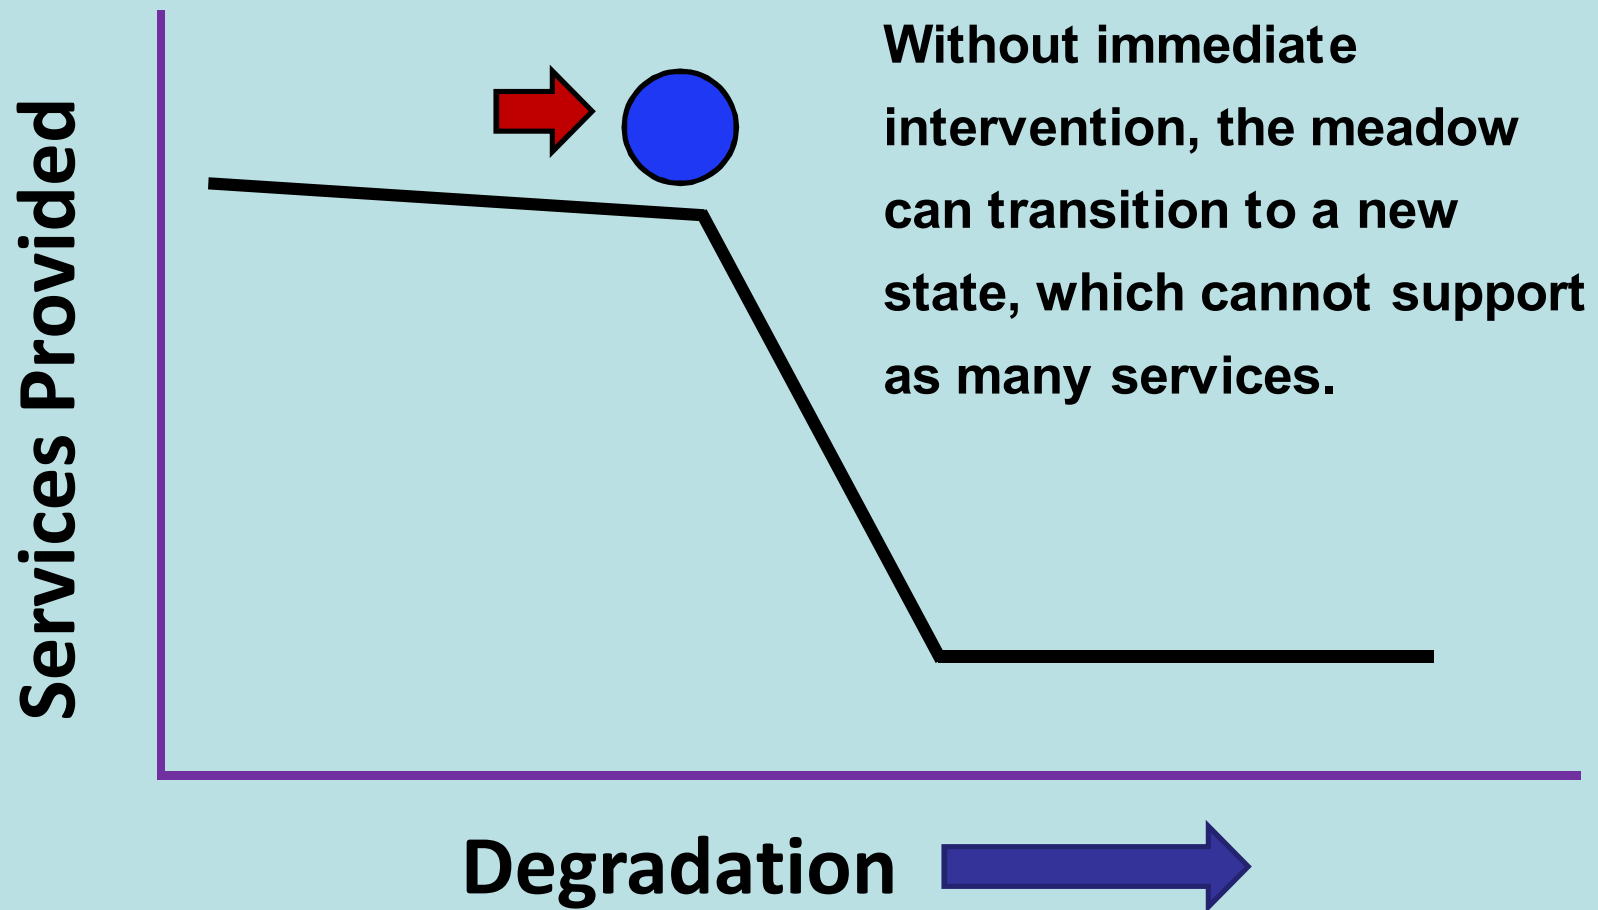 Services Provided
Without immediate
intervention, the meadow
can transition to a new
state, which cannot support
as many services.
Degradation